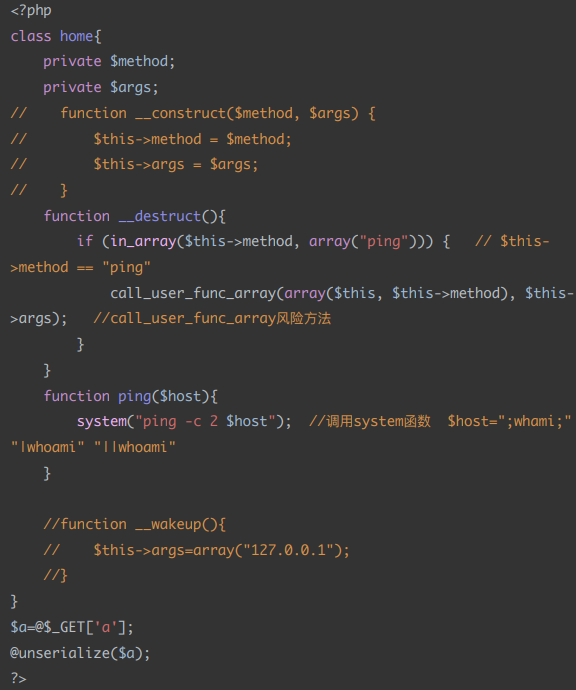 <?php
class home{
    private $method;
    private $args;
//    function __construct($method, $args) {
//        $this->method = $method;
//        $this->args = $args;
//    }
    function __destruct(){
        if (in_array($this->method, array("ping"))) {   // $this-
>method == "ping"
            call_user_func_array(array($this, $this->method), $this-
>args);   //call_user_func_array风险方法
        }
    }
    function ping($host){
        system("ping -c 2 $host");  //调用system函数  $host=";whami;"
"|whoami" "||whoami"
    }

    //function __wakeup(){
    //    $this->args=array("127.0.0.1");
    //}
}
$a=@$_GET['a'];
@unserialize($a);
?>